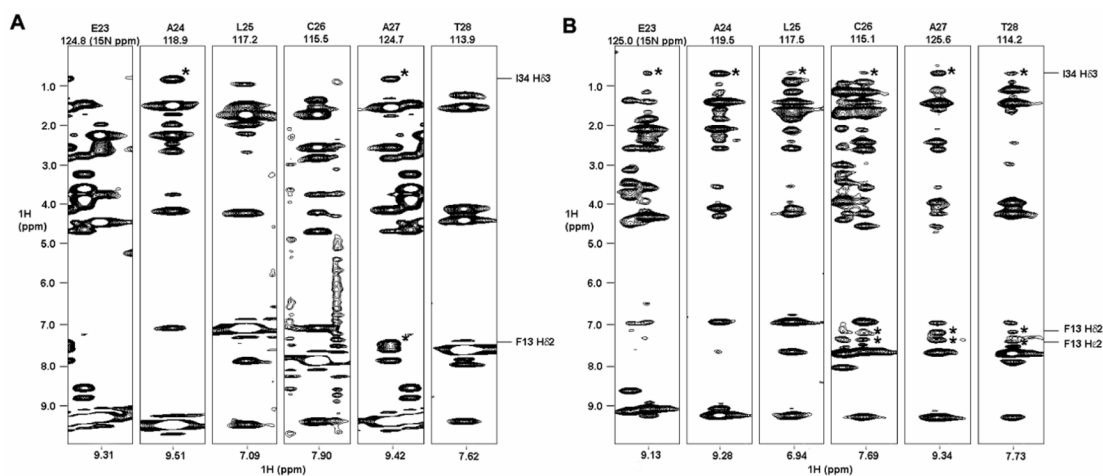 A
E23 A24 L25 C26 A27 T28
124.8 (15N ppm) 118.9 117.2 115.5 124.7 113.9
* * I34 Hδ3
1.0
2.0
3.0
4.0
1H
(ppm)
5.0
6.0
7.0
* F13 Hδ2
8.0
9.0
9.31 9.51 7.09 7.90 9.42 7.62
1H (ppm)
B
E23 A24 L25 C26 A27 T28
125.0 (15N ppm) 119.5 117.5 115.1 125.6 114.2
* * * * * * I34 Hδ3
1.0
2.0
3.0
4.0
1H
(ppm)
5.0
6.0
7.0
* * * F13 Hδ2
* * * F13 Hδ2
8.0
9.0
9.13 9.28 6.94 7.69 9.34 7.73
1H (ppm)